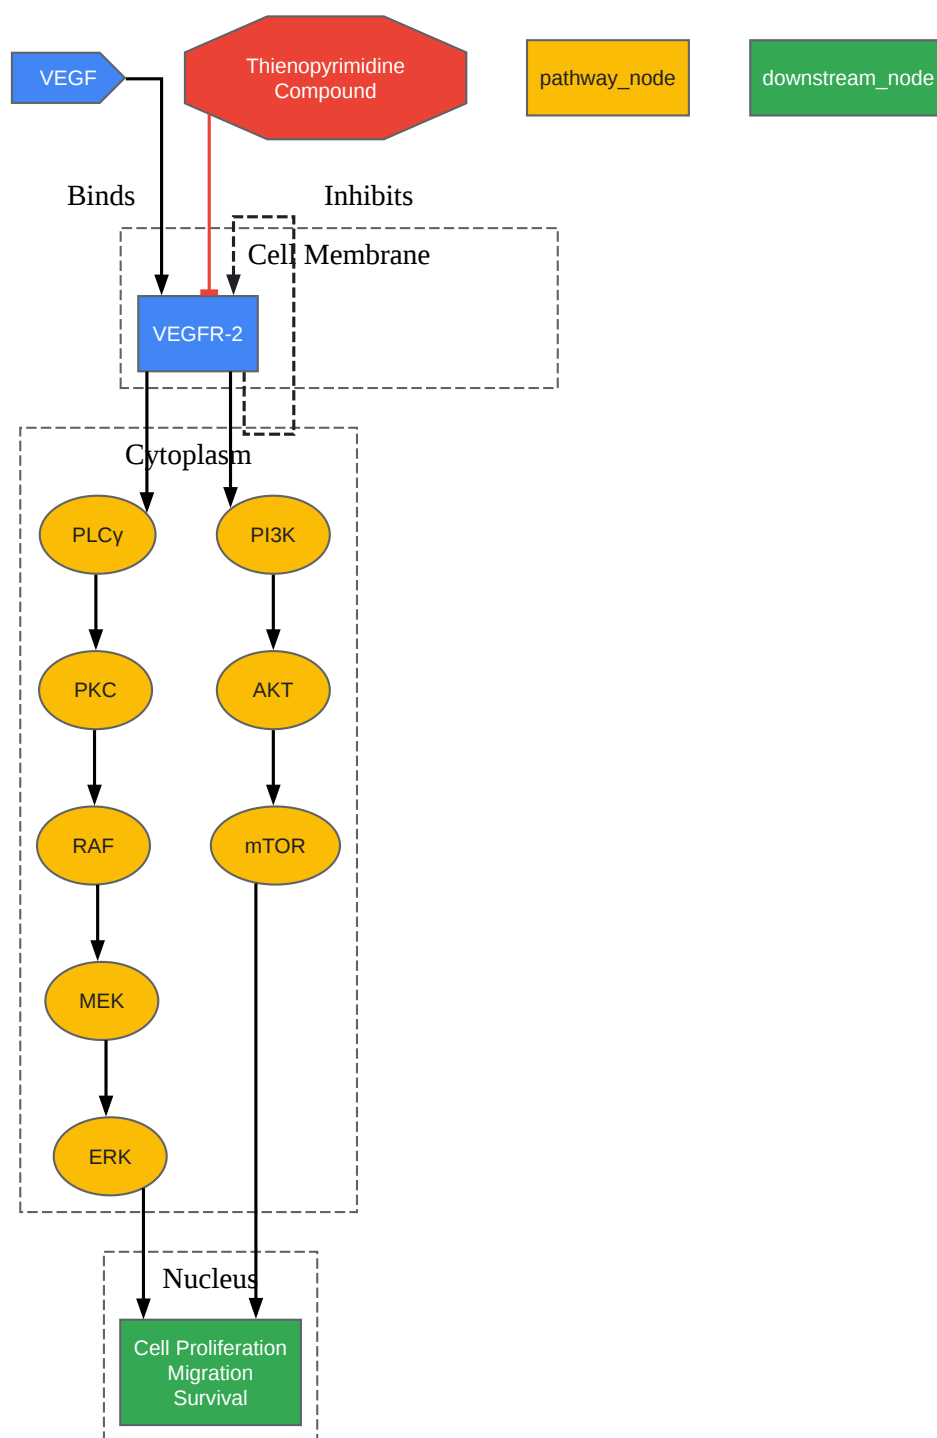 VEGF
Thienopyrimidine
Compound
pathway_node
downstream_node
Binds
Inhibits
Cell Membrane
VEGFR-2
Cytoplasm
PLCγ
PI3K
PKC
AKT
RAF
mTOR
MEK
ERK
Nucleus
Cell Proliferation
Migration
Survival